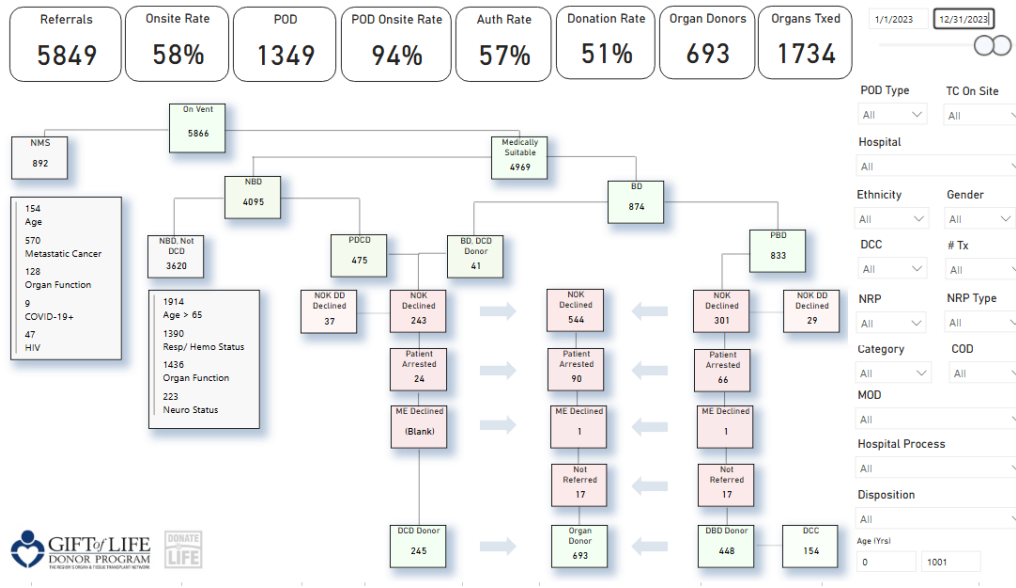 Referrals
5849
Onsite Rate
58%
POD
1349
POD Onsite Rate
94%
Auth Rate
57%
Donation Rate
51%
Organ Donors
693
Organs Txed
1734
1/1/2023
12/31/2023
On Vent
5866
NMS
892
Medically
Suitable
4969
NBD
4095
BD
874
154
Age
570
Metastatic Cancer
128
Organ Function
9
COVID-19+
47
HIV
NBD, Not
DCD
3620
PDCD
475
BD, DCD
Donor
41
PBD
833
1914
Age > 65
1390
Resp/ Hemo Status
1436
Organ Function
223
Neuro Status
NOK DD
Declined
37
NOK
Declined
243
NOK
Declined
544
NOK
Declined
301
NOK DD
Declined
29
Patient
Arrested
24
Patient
Arrested
90
Patient
Arrested
66
ME Declined
(Blank)
ME Declined
1
ME Declined
1
Not
Referred
17
Not
Referred
17
DCD Donor
245
Organ
Donor
693
DBD Donor
448
DCC
154
GIFT of LIFE
DONOR PROGRAM
THE REGION'S ORGAN & TISSUE TRANSPLANT NETWORK
DONATE
LIFE
POD Type
TC On Site
All
All
Hospital
All
Ethnicity
Gender
All
All
DCC
# Tx
All
All
NRP
NRP Type
All
All
Category
COD
All
All
MOD
All
Hospital Process
All
Disposition
All
Age (Yrs)
0
1001